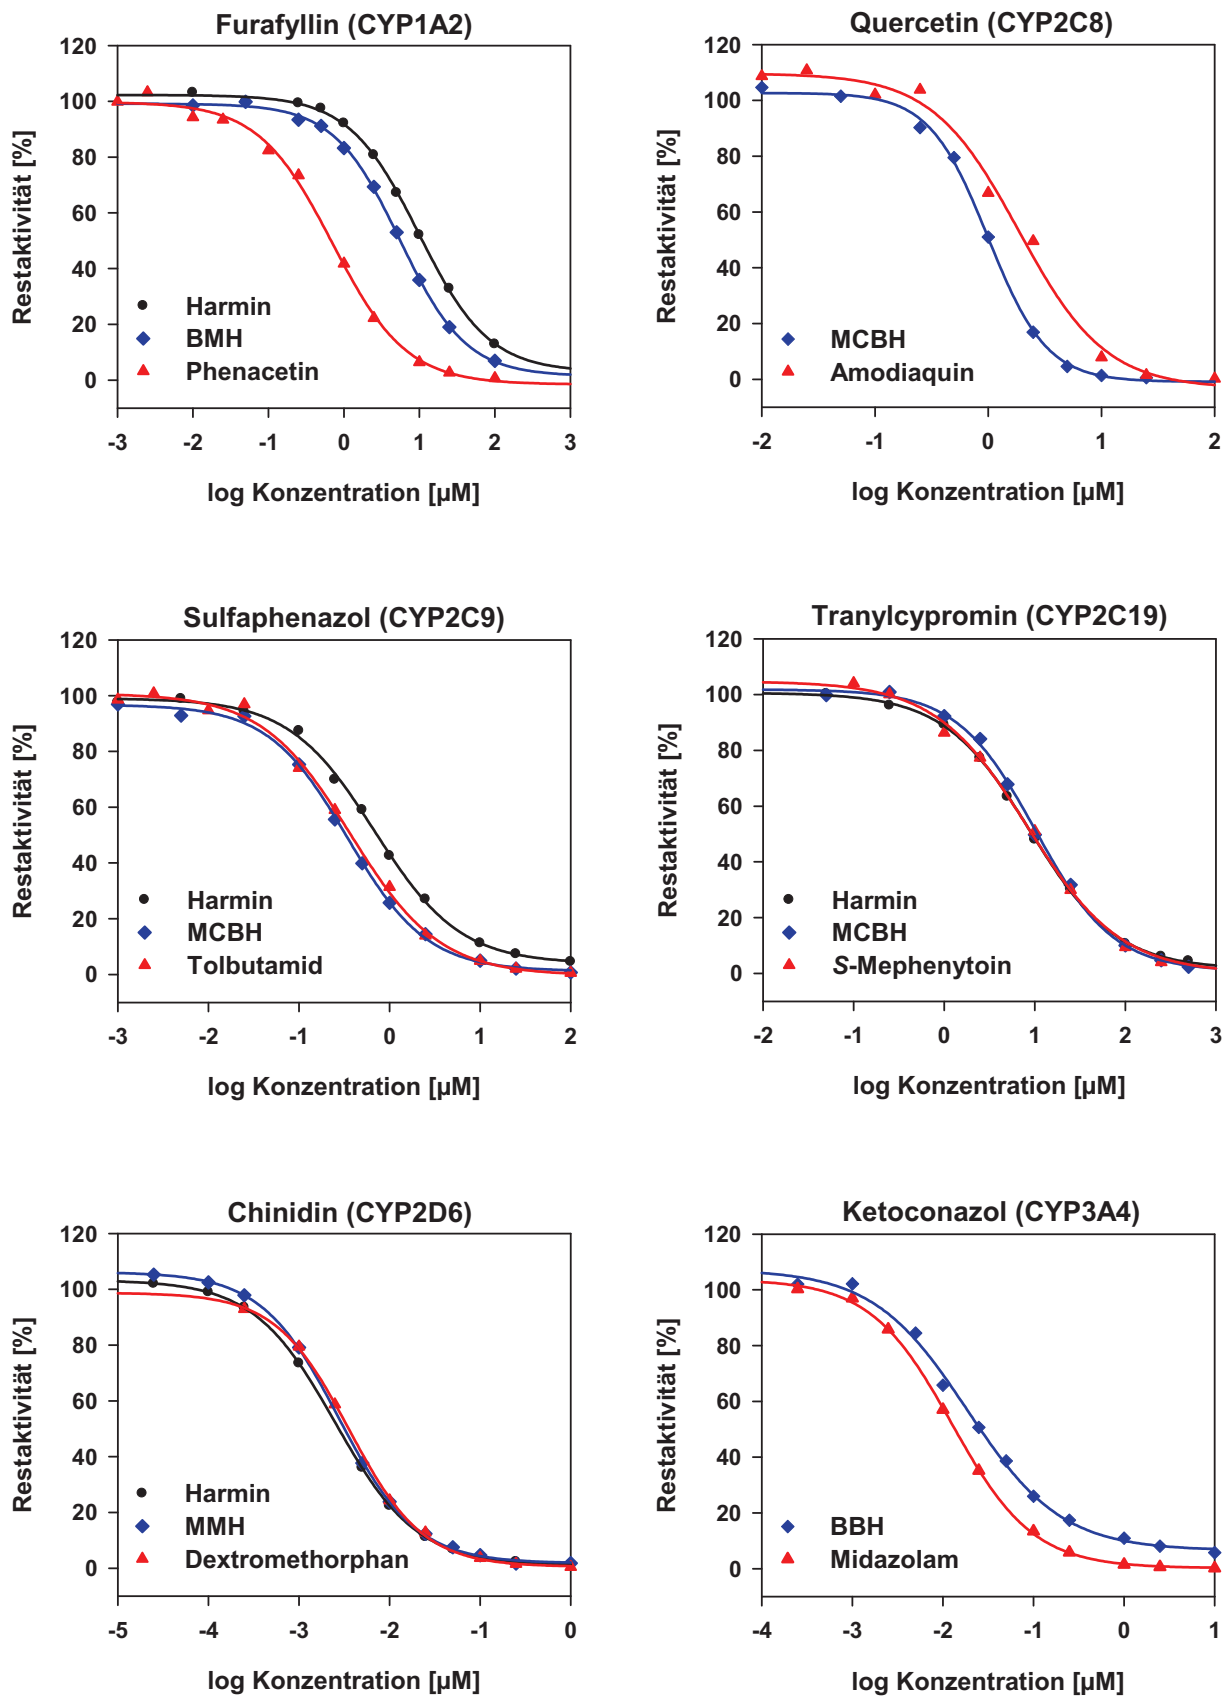 Furafyllin (CYP1A2)
Restaktivität [%]
120
100
80
60
40
20
0
Harmin
BMH
Phenacetin
-3 -2 -1 0 1 2 3
log Konzentration [µM]
Quercetin (CYP2C8)
Restaktivität [%]
120
100
80
60
40
20
0
MCBH
Amodiaquin
-2 -1 0 1 2
log Konzentration [µM]
Sulfaphenazol (CYP2C9)
Restaktivität [%]
120
100
80
60
40
20
0
Harmin
MCBH
Tolbutamid
-3 -2 -1 0 1 2
log Konzentration [µM]
Tranylcypromin (CYP2C19)
Restaktivität [%]
120
100
80
60
40
20
0
Harmin
MCBH
S-Mephenytoin
-2 -1 0 1 2 3
log Konzentration [µM]
Chinidin (CYP2D6)
Restaktivität [%]
120
100
80
60
40
20
0
Harmin
MMH
Dextromethorphan
-5 -4 -3 -2 -1 0
log Konzentration [µM]
Ketoconazol (CYP3A4)
Restaktivität [%]
120
100
80
60
40
20
0
BBH
Midazolam
-4 -3 -2 -1 0 1
log Konzentration [µM]